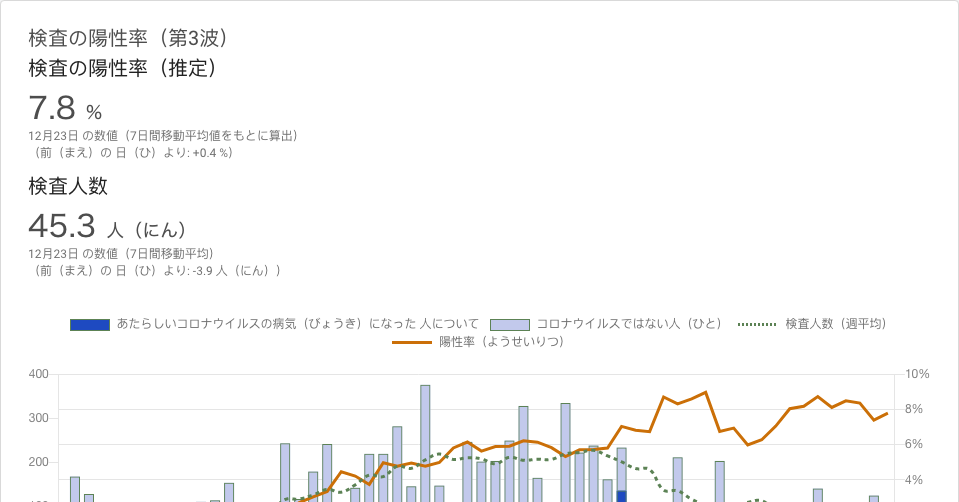 検査の陽性率（第3波）
検査の陽性率（推定）
7.8 %
12月23日 の数値（7日間移動平均値をもとに算出）
（前（まえ）の 日（ひ）より: +0.4 %）
検査人数
45.3 人（にん）
12月23日 の数値（7日間移動平均）
（前（まえ）の 日（ひ）より: -3.9 人（にん））
あたらしいコロナウイルスの病気（びょうき）になった 人について コロナウイルスではない人（ひと） 検査人数（週平均）
陽性率（ようせいりつ）
400 10%
300 8%
200 6%
4%